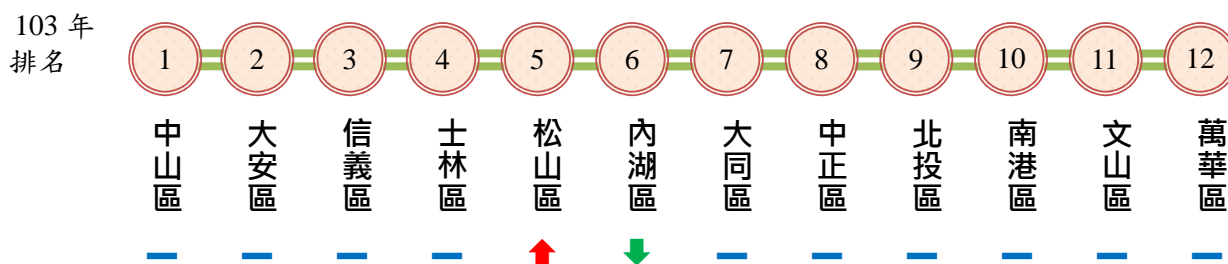 103 年
排名
1 2 3 4 5 6 7 8 9 10 11 12
中山區
大安區
信義區
士林區
松山區
內湖區
大同區
中正區
北投區
南港區
文山區
萬華區